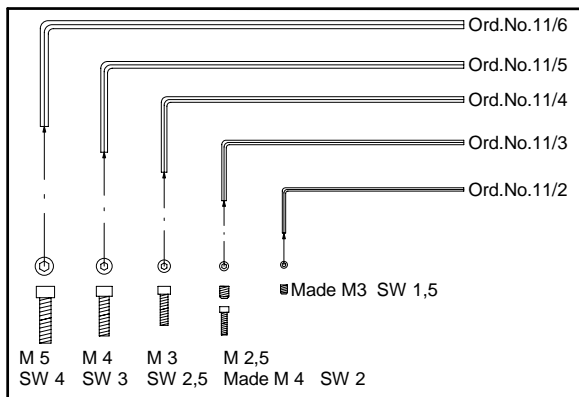 Ord.No.11/6
Ord.No.11/5
Ord.No.11/4
Ord.No.11/3
Ord.No.11/2
Made M3 SW 1,5
M 5 M 4 M 3 M 2,5
SW 4 SW 3 SW 2,5 Made M 4 SW 2